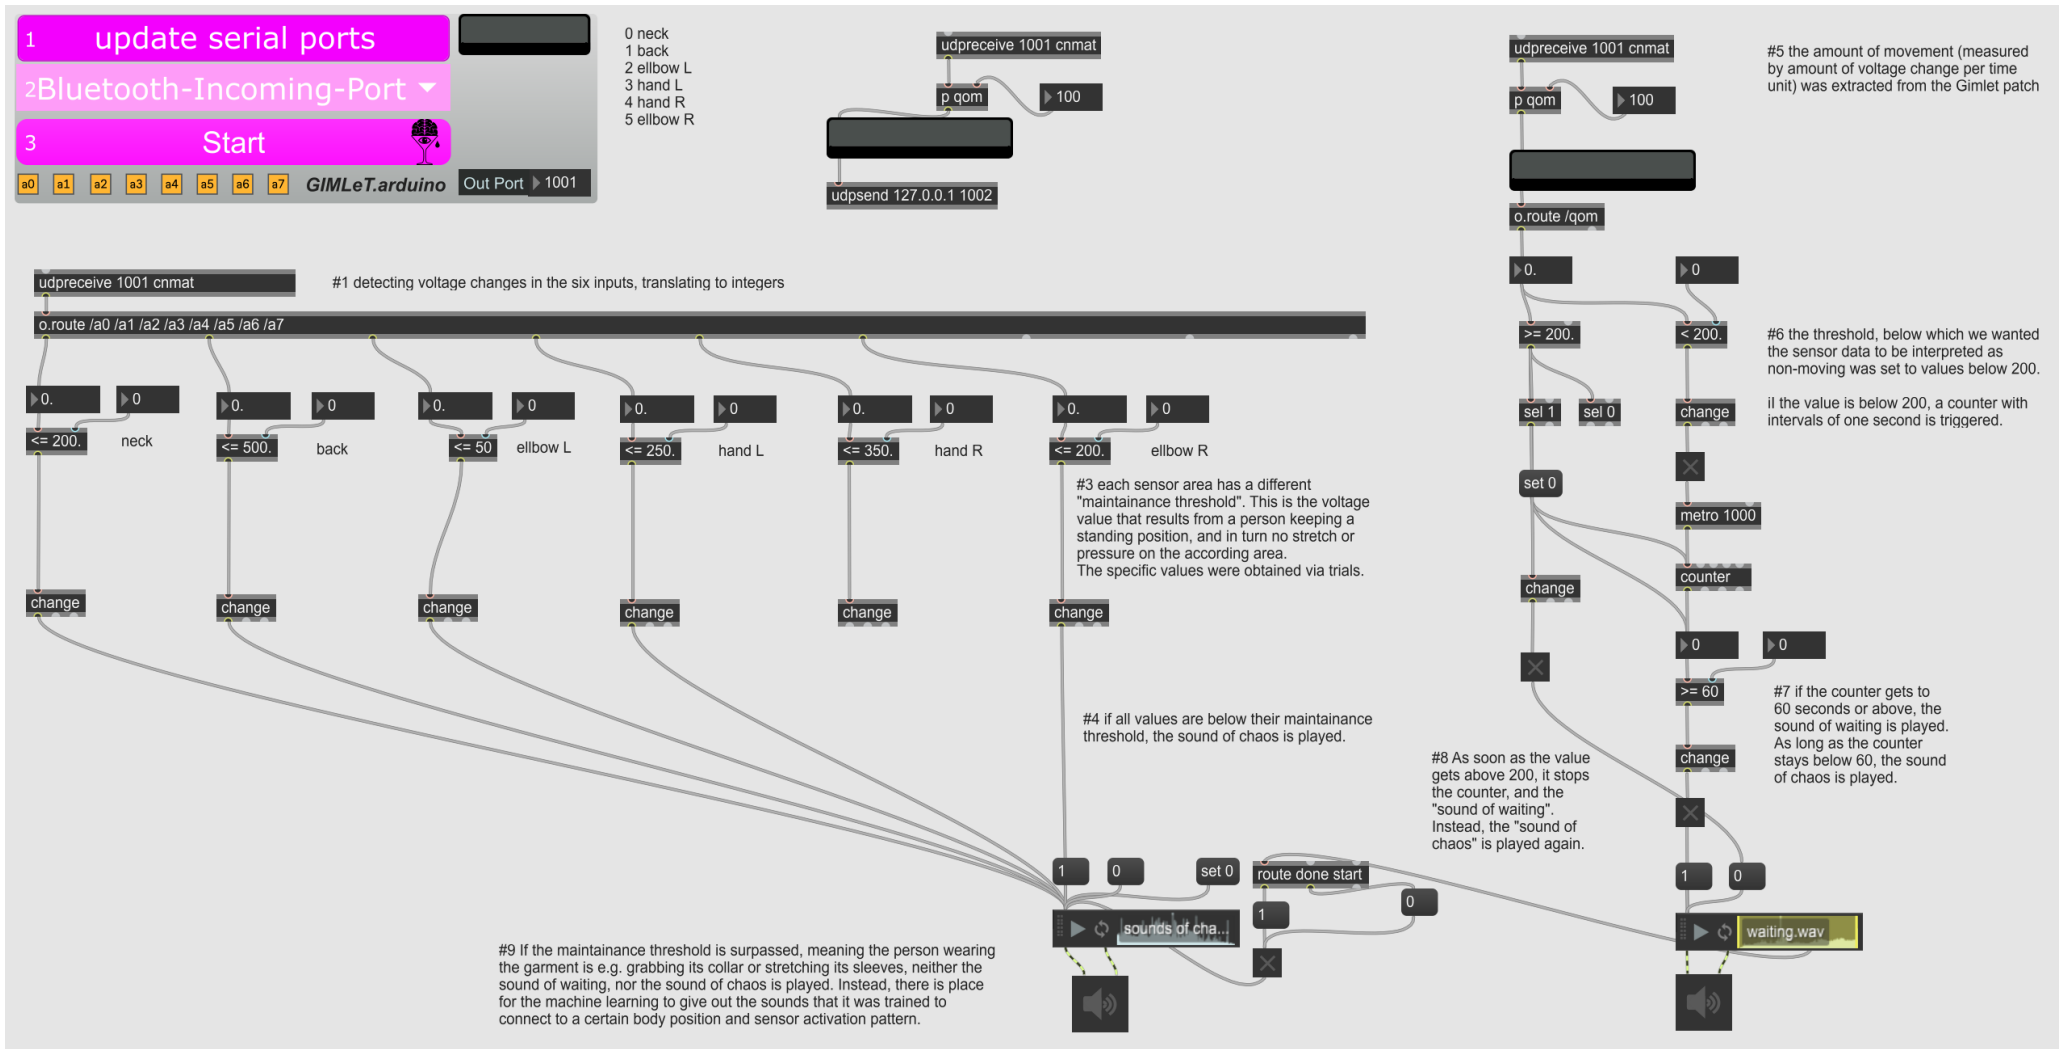 1 update serial ports
2Bluetooth-Incoming-Port
3 Start
a0 a1 a2 a3 a4 a5 a6 a7 GIMLeT.arduino
Out Port 1001
0 neck
1 back
2 ellbow L
3 hand L
4 hand R
5 ellbow R
udpreceive 1001 cnmat
p qom
100
udpsend 127.0.0.1 1002
udpreceive 1001 cnmat
p qom
100
#5 the amount of movement (measured
by amount of voltage change per time
unit) was extracted from the Gimlet patch
o.route /qom
0.
0
>= 200.
< 200.
#6 the threshold, below which we wanted
the sensor data to be interpreted as
non-moving was set to values below 200.
iI the value is below 200, a counter with
intervals of one second is triggered.
sel 1
sel 0
change
set 0
metro 1000
change
counter
0
0
>= 60
#7 if the counter gets to
60 seconds or above, the
sound of waiting is played.
As long as the counter
stays below 60, the sound
of chaos is played.
change
#8 As soon as the value
gets above 200, it stops
the counter, and the
"sound of waiting".
Instead, the "sound of
chaos" is played again.
1
0
waiting.wav
udpreceive 1001 cnmat
#1 detecting voltage changes in the six inputs, translating to integers
o.route /a0 /a1 /a2 /a3 /a4 /a5 /a6 /a7
0.
0
0.
0
0.
0
0.
0
0.
0
0.
0
<= 200.
neck
<= 500.
back
<= 50
ellbow L
<= 250.
hand L
<= 350.
hand R
<= 200.
ellbow R
#3 each sensor area has a different
"maintainance threshold". This is the voltage
value that results from a person keeping a
standing position, and in turn no stretch or
pressure on the according area.
The specific values were obtained via trials.
change
change
change
change
change
change
#4 if all values are below their maintainance
threshold, the sound of chaos is played.
1
0
set 0
route done start
1
0
sounds of cha...
#9 If the maintainance threshold is surpassed, meaning the person wearing
the garment is e.g. grabbing its collar or stretching its sleeves, neither the
sound of waiting, nor the sound of chaos is played. Instead, there is place
for the machine learning to give out the sounds that it was trained to
connect to a certain body position and sensor activation pattern.